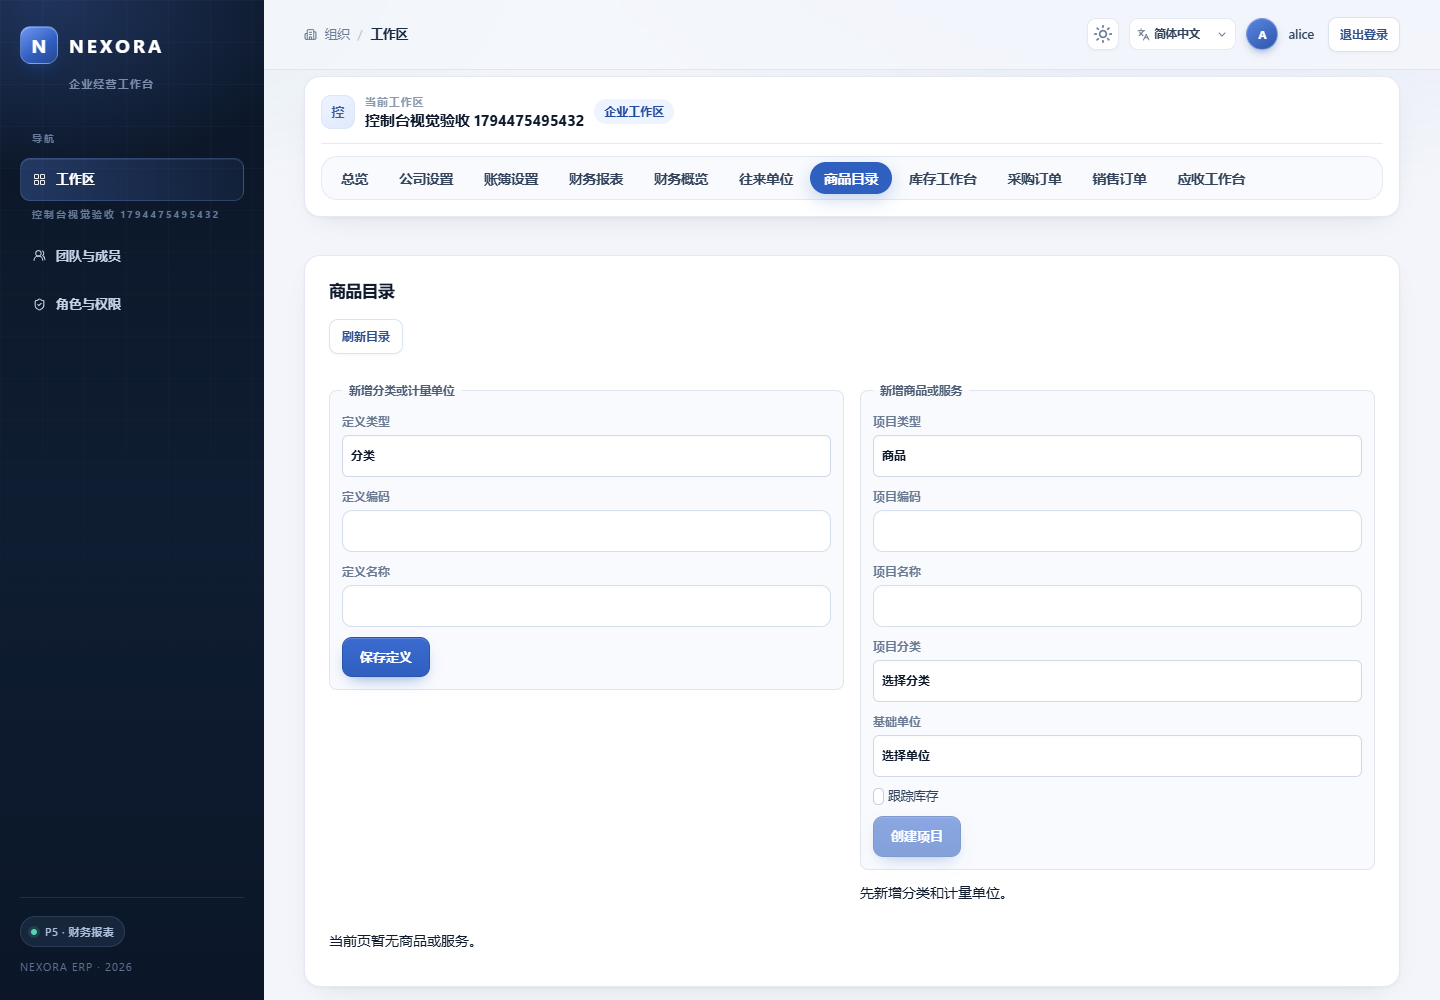 N NEXORA
企业经营工作台
导航
工作区
控制台视觉验收 1794475495432
团队与成员
角色与权限
P5 · 财务报表
NEXORA ERP · 2026
组织 / 工作区
简体中文
A alice
退出登录
控
当前工作区
控制台视觉验收 1794475495432
企业工作区
总览 公司设置 账簿设置 财务报表 财务概览 往来单位 商品目录 库存工作台 采购订单 销售订单 应收工作台
商品目录
刷新目录
新增分类或计量单位
定义类型
分类
定义编码
定义名称
保存定义
新增商品或服务
项目类型
商品
项目编码
项目名称
项目分类
选择分类
基础单位
选择单位
跟踪库存
创建项目
先新增分类和计量单位。
当前页暂无商品或服务。